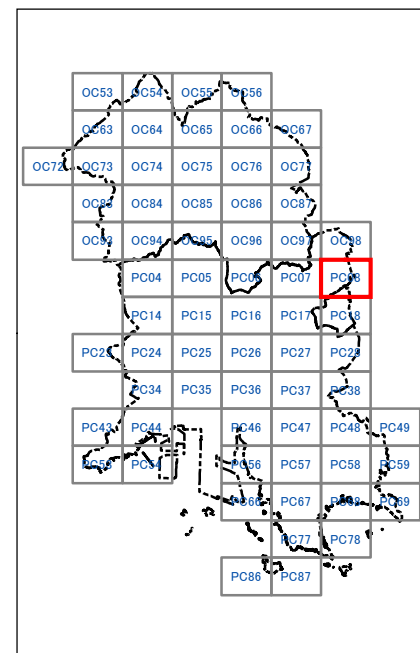 OC53 OC54 OC55 OC56
OC63 OC64 OC65 OC66 OC67
OC72 OC73 OC74 OC75 OC76 OC77
OC83 OC84 OC85 OC86 OC87
OC93 OC94 OC95 OC96 OC97 OC98
PC04 PC05 PC06 PC07 PC08
PC14 PC15 PC16 PC17 PC18
PC23 PC24 PC25 PC26 PC27 PC28
PC34 PC35 PC36 PC37 PC38
PC43 PC44 PC46 PC47 PC48 PC49
PC53 PC54 PC56 PC57 PC58 PC59
PC66 PC67 PC68 PC69
PC77 PC78
PC86 PC87